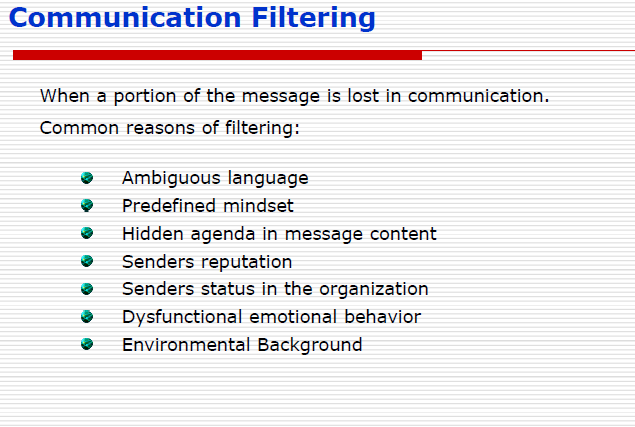 Communication Filtering
When a portion of the message is lost in communication.
Common reasons of filtering:
Ambiguous language
Predefined mindset
Hidden agenda in message content
Senders reputation
Senders status in the organization
Dysfunctional emotional behavior
Environmental Background